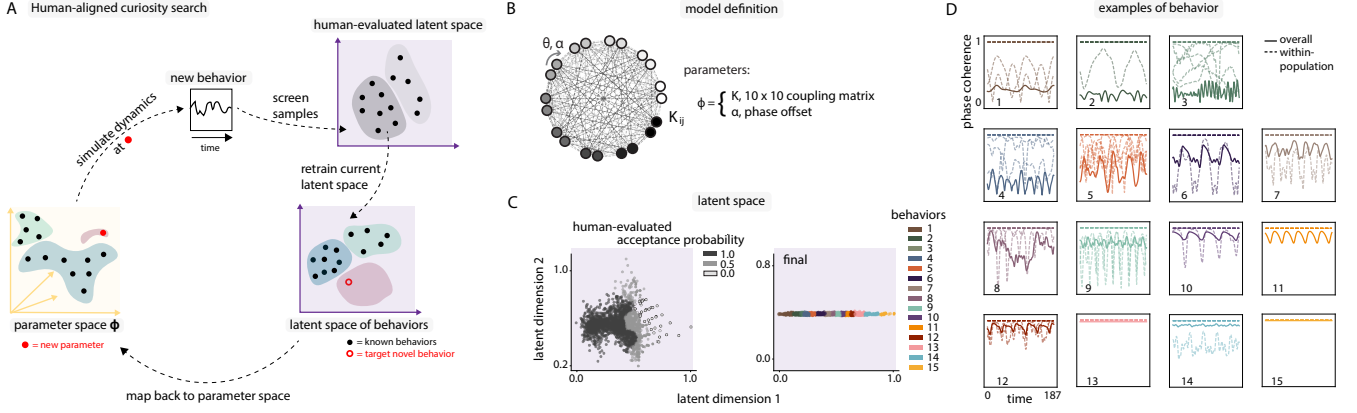 A
Human-aligned curiosity search
human-evaluated latent space
new behavior
screen
samples
simulate dynamics
at
time
retrain current
latent space
parameter space ϕ
= new parameter
latent space of behaviors
= known behaviors
= target novel behavior
map back to parameter space
B
model definition
θ, α
K ij
parameters:
ϕ = { K, 10 x 10 coupling matrix
α, phase offset
C
latent space
human-evaluated
acceptance probability
1.0
0.5
0.0
latent dimension 2
1.0
0.2
0.0
1.0
final
0.8
0.0
0.0
1.0
latent dimension 1
behaviors
1
2
3
4
5
6
7
8
9
10
11
12
13
14
15
D
examples of behavior
overall
within-
population
phase coherence
1
0
1
2
3
4
5
6
7
8
9
10
11
12
13
14
15
0
time
187